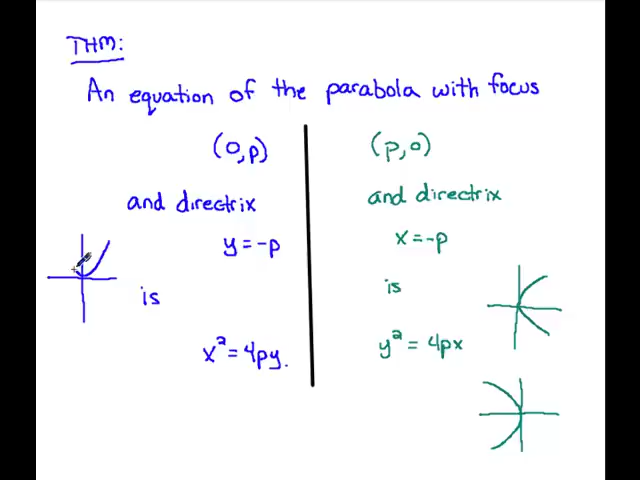 THM:
An equation of the parabola with focus
(0,p)
and directrix
y = -p
is
x² = 4py.
(p,0)
and directrix
x = -p
is
y² = 4px